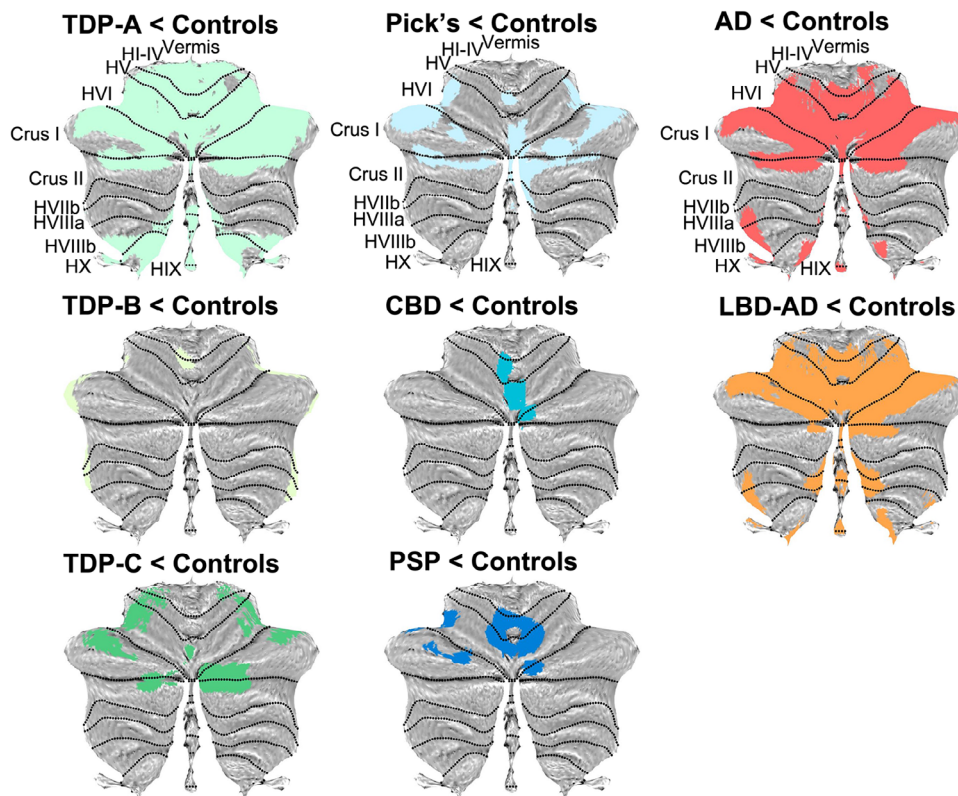 TDP-A < Controls
Vermis
HI-IV
HV
HVI
Crus I
Crus II
HVIIb
HVIIIa
HVIIIb
HX
HIX
Pick's < Controls
Vermis
HI-IV
HV
HVI
Crus I
Crus II
HVIIb
HVIIIa
HVIIIb
HX
HIX
AD < Controls
HI-IV
Vermis
HV
HVI
Crus I
Crus II
HVIIb
HVIIIa
HVIIIb
HX
HIX
TDP-B < Controls
CBD < Controls
LBD-AD < Controls
TDP-C < Controls
PSP < Controls